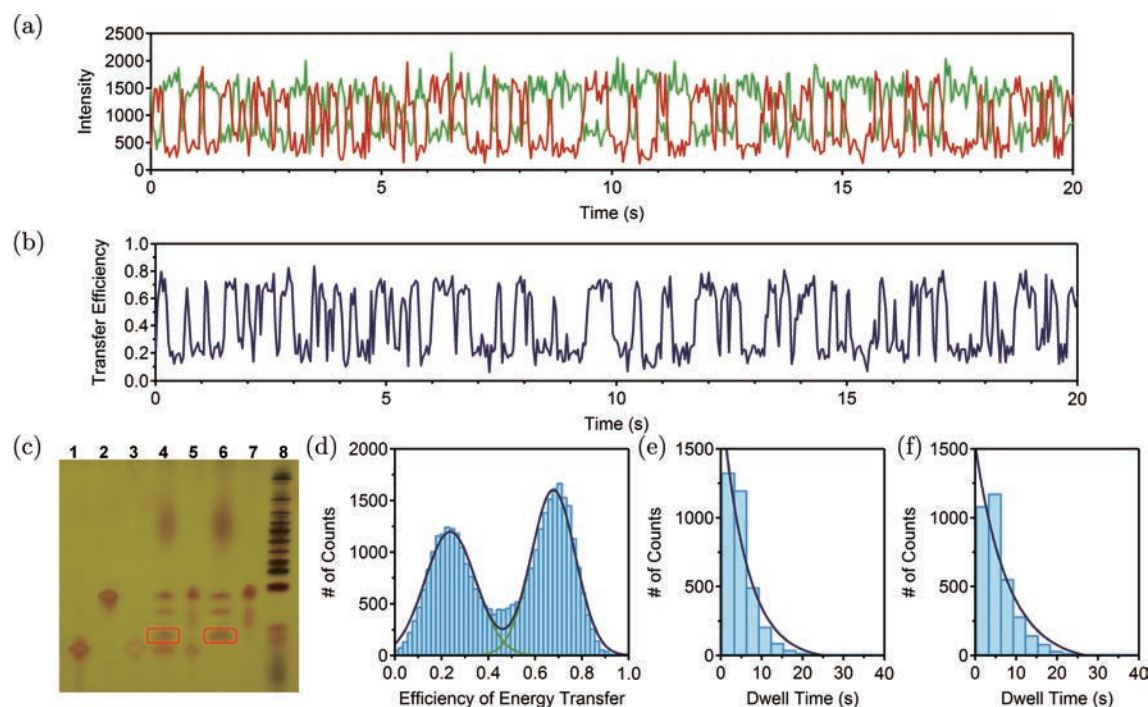 (a)
2500
2000
1500
1000
500
0
Intensity
0 5 10 15 20
Time (s)
(b)
1.0
0.8
0.6
0.4
0.2
0.0
Transfer Efficiency
0 5 10 15 20
Time (s)
(c)
1 2 3 4 5 6 7 8
(d)
2000
1500
1000
500
0
# of Counts
0.0 0.2 0.4 0.6 0.8 1.0
Efficiency of Energy Transfer
(e)
1500
1000
500
0
# of Counts
0 10 20 30 40
Dwell Time (s)
(f)
1500
1000
500
0
# of Counts
0 10 20 30 40
Dwell Time (s)